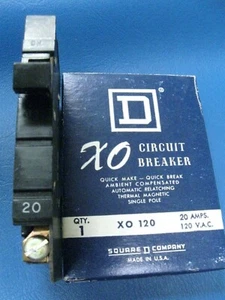 D
XO CIRCUIT
BREAKER
QUICK MAKE — QUICK BREAK
AMBIENT COMPENSATED
AUTOMATIC RELATCHING
THERMAL MAGNETIC
SINGLE POLE
20
QTY.
1
XO 120
20 AMPS.
120 V.A.C.
SQUARE D COMPANY
MADE IN U.S.A.